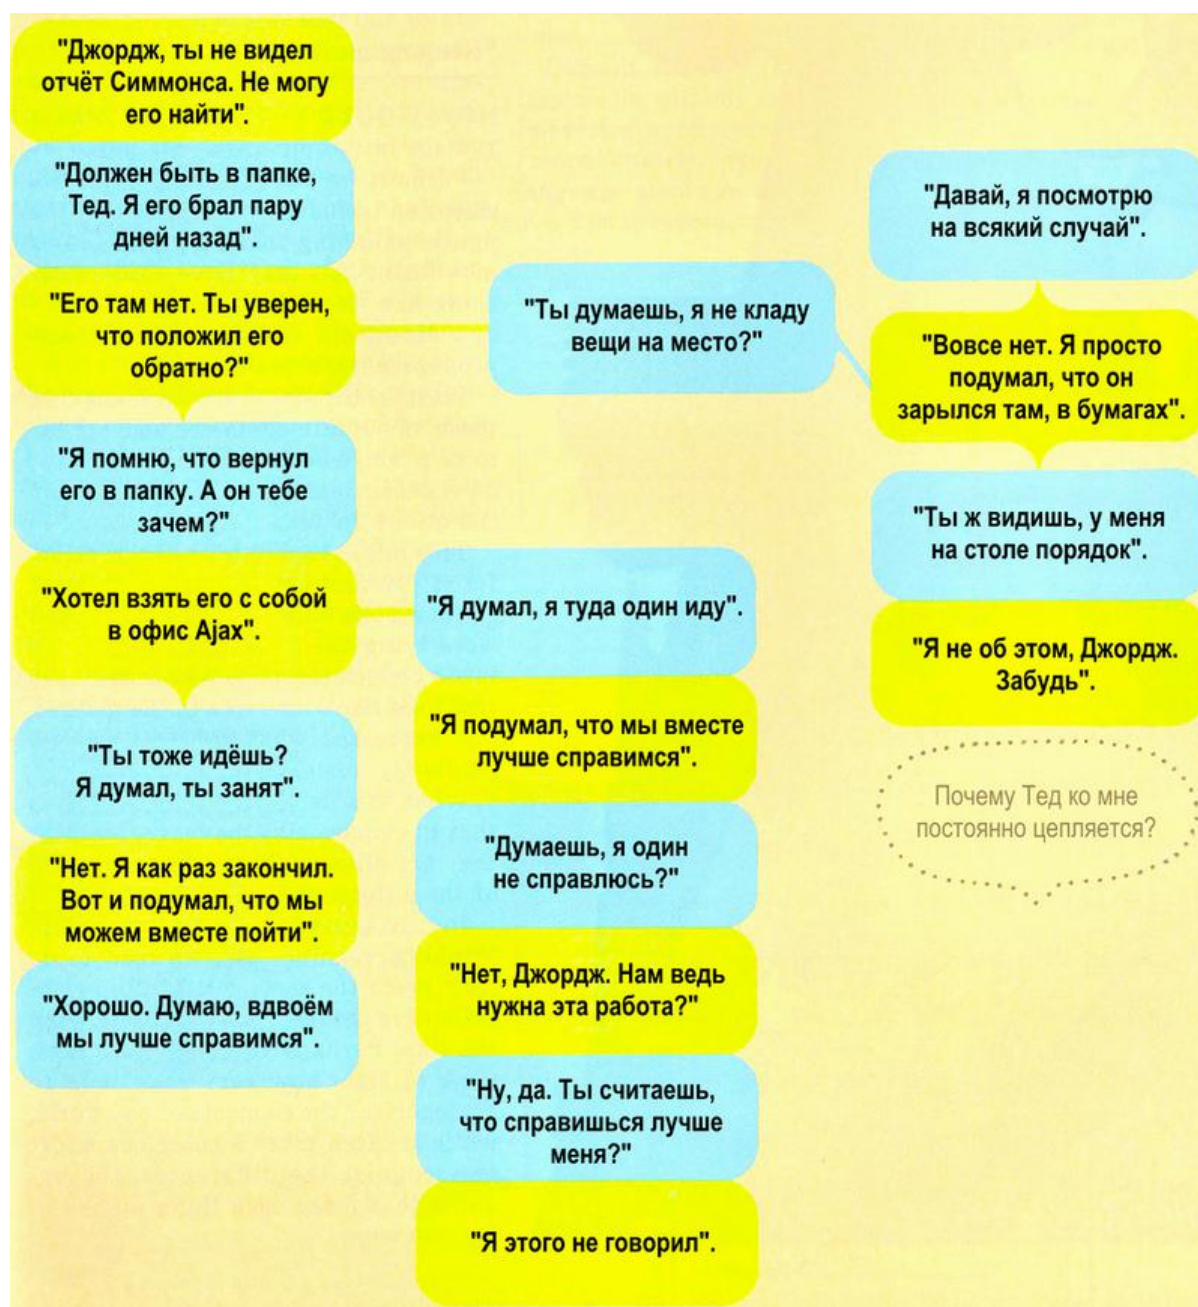 "Джордж, ты не видел
отчёт Симмонса. Не могу
его найти".
"Должен быть в папке,
Тед. Я его брал пару
дней назад".
"Его там нет. Ты уверен,
что положил его
обратно?"
"Я помню, что вернул
его в папку. А он тебе
зачем?"
"Хотел взять его с собой
в офис Ajax".
"Ты тоже идёшь?
Я думал, ты занят".
"Нет. Я как раз закончил.
Вот и подумал, что мы
можем вместе пойти".
"Хорошо. Думаю, вдвоём
мы лучше справимся".
"Я думал, я туда один иду".
"Я подумал, что мы вместе
лучше справимся".
"Думаешь, я один
не справлюсь?"
"Нет, Джордж. Нам ведь
нужна эта работа?"
"Ну, да. Ты считаешь,
что справишься лучше
меня?"
"Я этого не говорил".
"Ты думаешь, я не кладу
вещи на место?"
"Давай, я посмотрю
на всякий случай".
"Вовсе нет. Я просто
подумал, что он
зарылся там, в бумагах".
"Ты ж видишь, у меня
на столе порядок".
"Я не об этом, Джордж.
Забудь".
Почему Тед ко мне
постоянно цепляется?